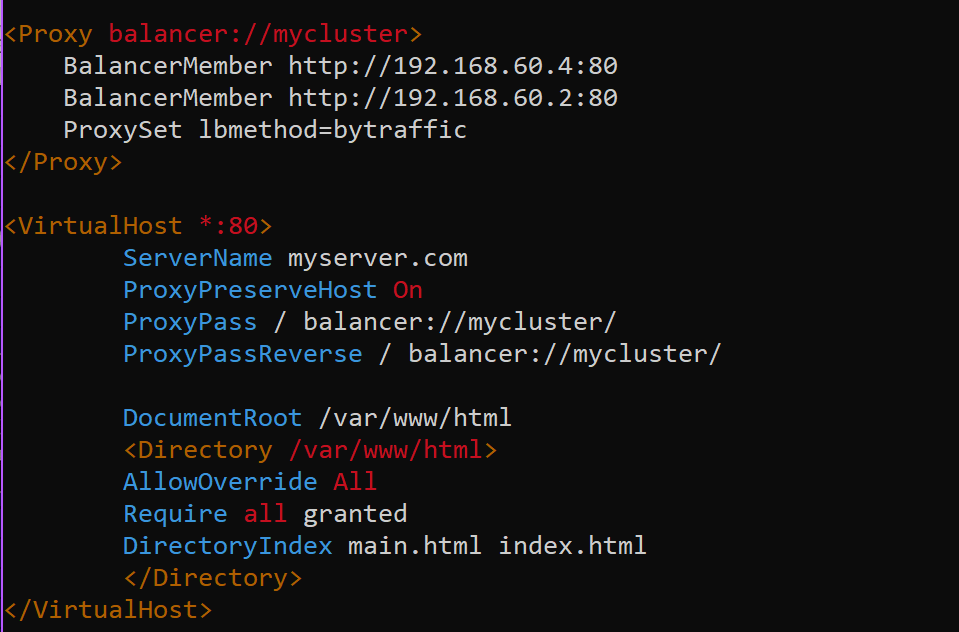 <Proxy balancer://mycluster>
    BalancerMember http://192.168.60.4:80
    BalancerMember http://192.168.60.2:80
    ProxySet lbmethod=bytraffic
</Proxy>

<VirtualHost *:80>
        ServerName myserver.com
        ProxyPreserveHost On
        ProxyPass / balancer://mycluster/
        ProxyPassReverse / balancer://mycluster/

        DocumentRoot /var/www/html
        <Directory /var/www/html>
        AllowOverride All
        Require all granted
        DirectoryIndex main.html index.html
        </Directory>
</VirtualHost>